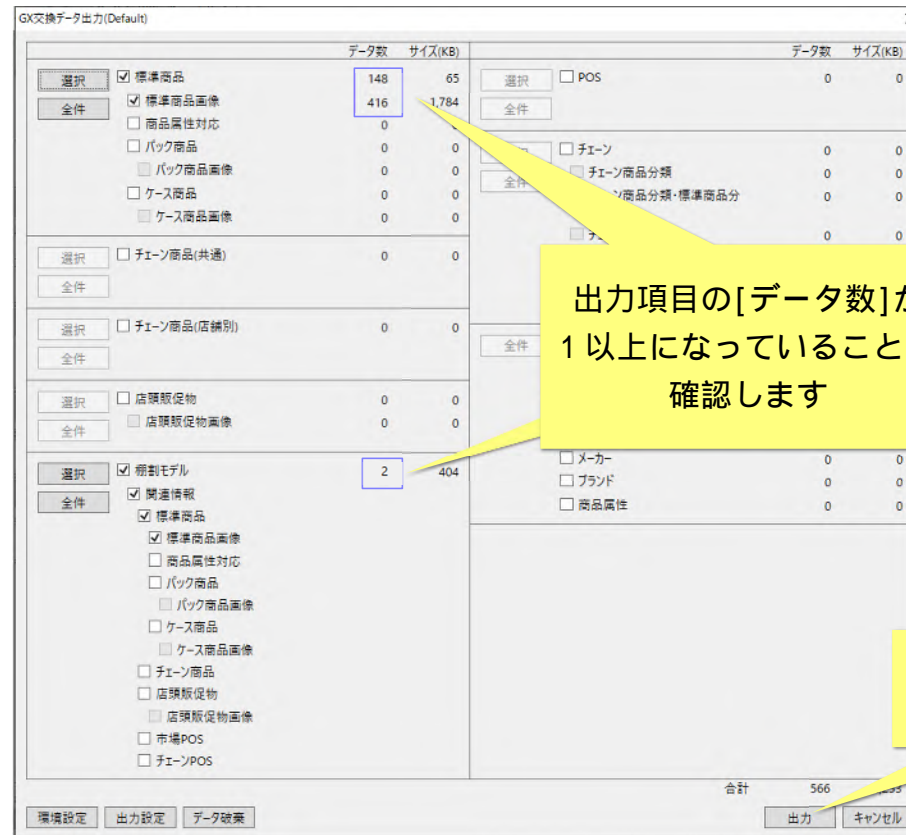 GX交換データ出力(Default)
データ数 サイズ(KB)
選択 標準商品 148 65
全件 標準商品画像 416 1,784
商品属性対応 0
パック商品 0 0
パック商品画像 0 0
ケース商品 0 0
ケース商品画像 0 0
選択 チェーン商品(共通) 0 0
全件
選択 チェーン商品(店舗別) 0 0
全件
選択 店頭販促物 0 0
全件 店頭販促物画像 0 0
選択 棚割モデル 2 404
全件 関連情報
標準商品
標準商品画像
商品属性対応
パック商品
パック商品画像
ケース商品
ケース商品画像
チェーン商品
店頭販促物
店頭販促物画像
市場POS
チェーンPOS
データ数 サイズ(KB)
選択 POS 0 0
全件
チェーン 0 0
全件 チェーン商品分類 0 0
商品分類・標準商品分 0 0
0 0
全件
出力項目の[データ数]が
1以上になっていること
確認します
メーカー 0 0
ブランド 0 0
商品属性 0 0
合計 566
環境設定 出力設定 データ破棄 出力 キャンセル